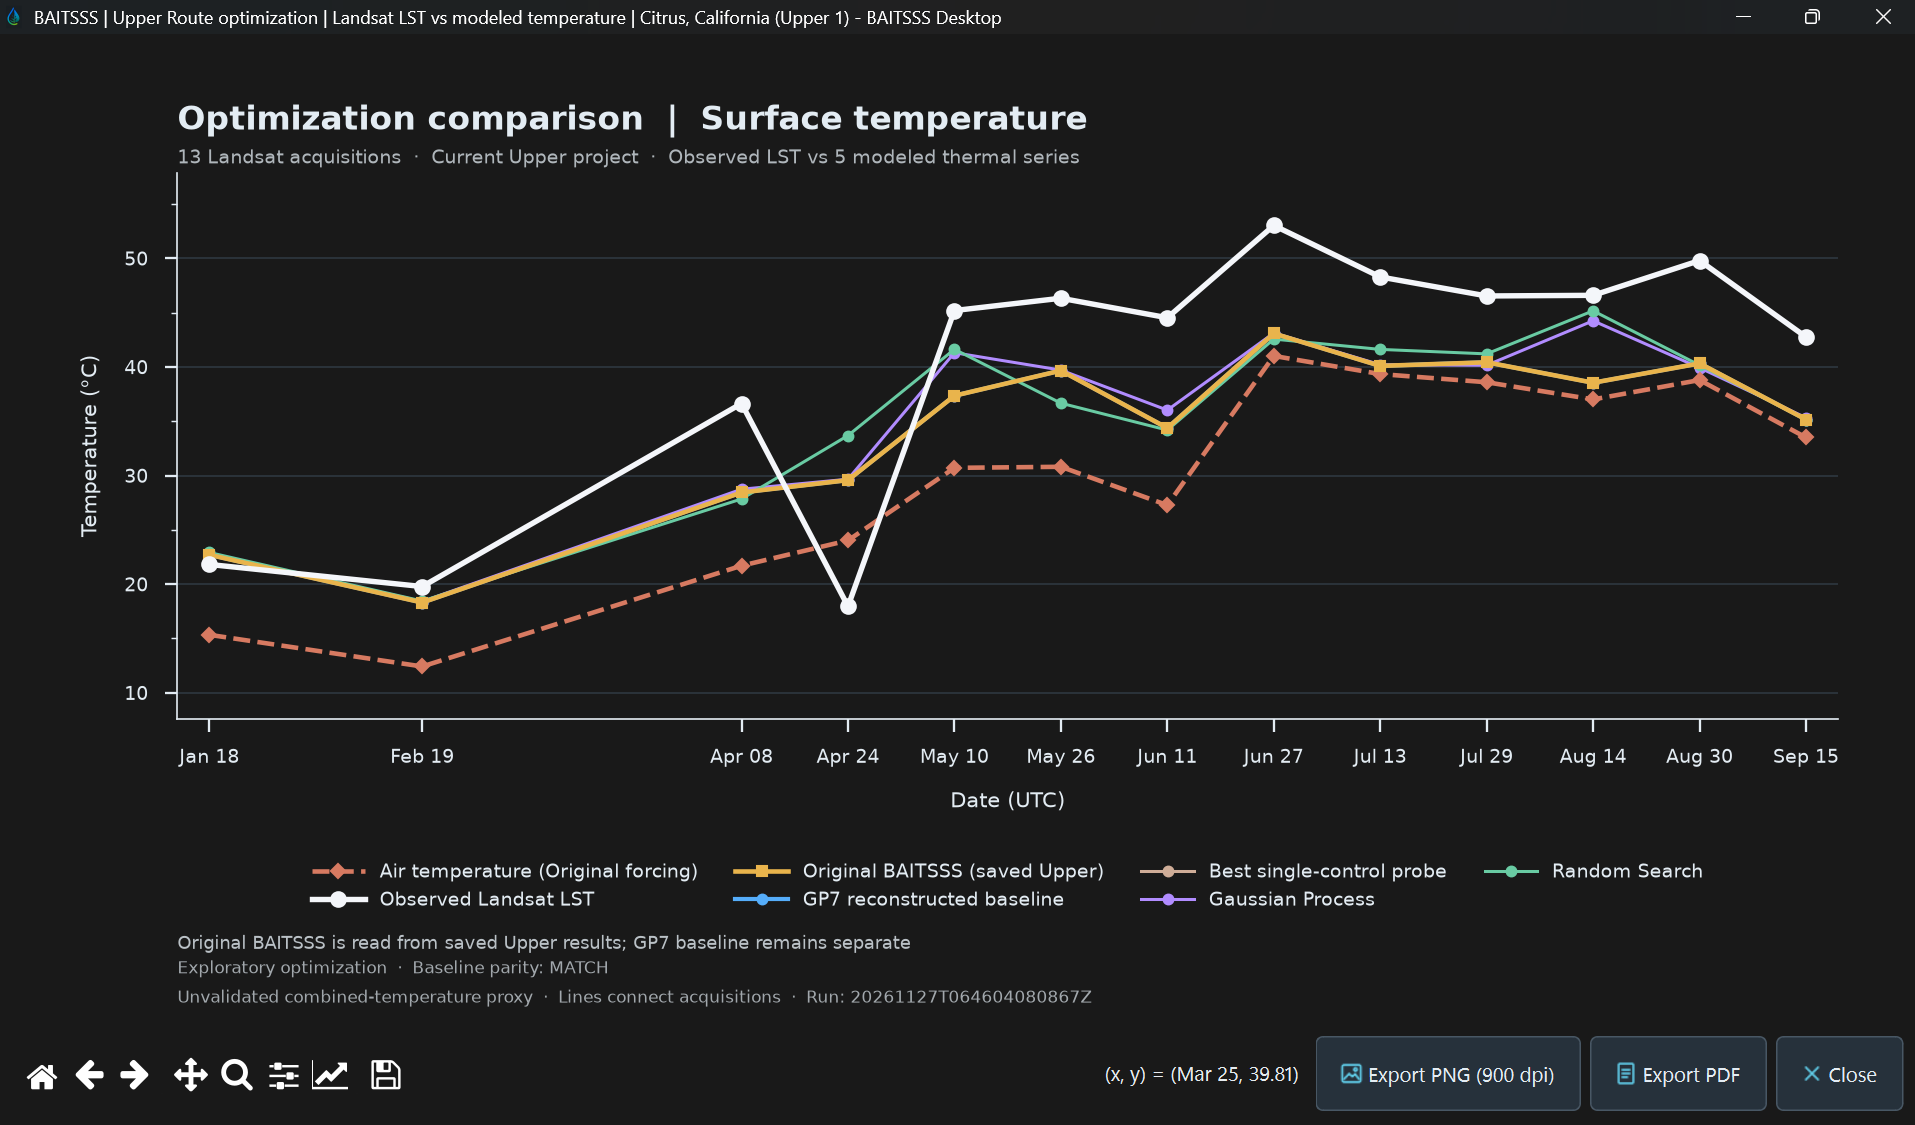 BAITSSS | Upper Route optimization | Landsat LST vs modeled temperature | Citrus, California (Upper 1) - BAITSSS Desktop
Optimization comparison | Surface temperature
13 Landsat acquisitions · Current Upper project · Observed LST vs 5 modeled thermal series
Temperature (°C)
50
40
30
20
10
Jan 18 Feb 19 Apr 08 Apr 24 May 10 May 26 Jun 11 Jun 27 Jul 13 Jul 29 Aug 14 Aug 30 Sep 15
Date (UTC)
Air temperature (Original forcing) Original BAITSSS (saved Upper) Best single-control probe Random Search
Observed Landsat LST GP7 reconstructed baseline Gaussian Process
Original BAITSSS is read from saved Upper results; GP7 baseline remains separate
Exploratory optimization · Baseline parity: MATCH
Unvalidated combined-temperature proxy · Lines connect acquisitions · Run: 20261127T064604080867Z
(x, y) = (Mar 25, 39.81) Export PNG (900 dpi) Export PDF Close